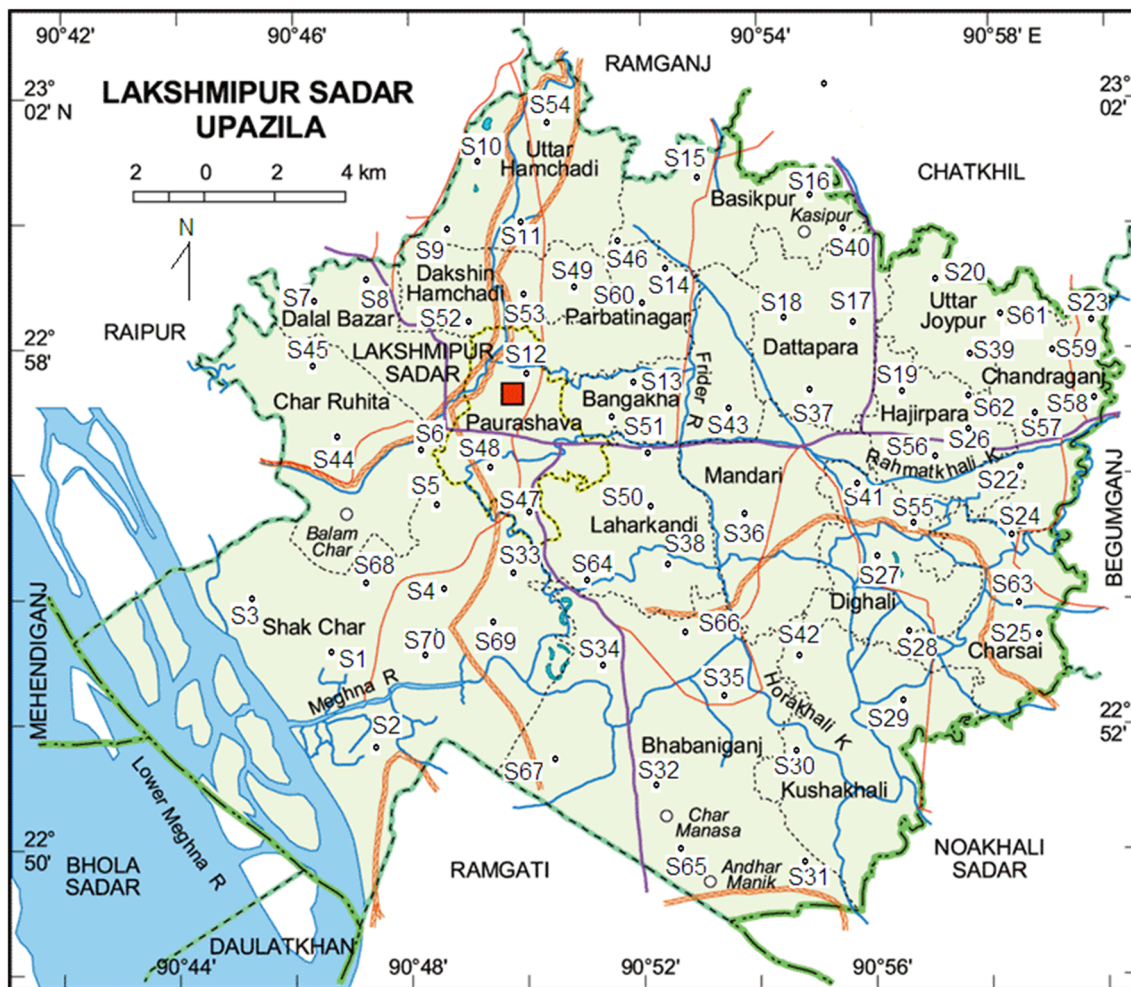 90°42'
90°46'
90°54'
90°58' E
RAMGANJ
LAKSHMIPUR SADAR
UPAZILA
23°
02' N
23°
02'
S54
2 0 2 4 km
S10
Uttar
Hamchadi
S15
CHATKHIL
S16
Basikpur
Kasipur
N
S9
S11
S46
S40
Dakshin
Hamchadi
S49
S14
S20
S7
S8
S60
S18
S17
Uttar
Joypur
S61
S23
Dalal Bazar
S52
S53
Parbatinagar
RAIPUR
22°
58'
S45
LAKSHMIPUR
SADAR
S12
Dattapara
S39
S59
Frider R
S13
S19
Chandraganj
Char Ruhita
Bangakha
S37
Hajirpara
S62
S58
Paurashava
S6
S51
S43
S57
S44
S48
S56
S26
Rahmatkhali K
Mandari
S22
S5
S47
S50
S41
S55
Laharkandi
S36
S24
Balam
Char
BEGUMGANJ
S33
S38
S68
S64
S27
S4
S63
S3
Dighali
Shak Char
S66
S42
S25
S1
S70
S69
S34
S28
Charsai
MEHENDIGANJ
Meghna R
S35
Horakhali K
S2
S29
22°
52'
Bhabaniganj
S67
S32
S30
Kushakhali
Lower Meghna R
Char
Manasa
22°
50'
BHOLA
SADAR
RAMGATI
S65
Andhar
Manik
S31
NOAKHALI
SADAR
DAULATKHAN
90°44'
90°48'
90°52'
90°56'